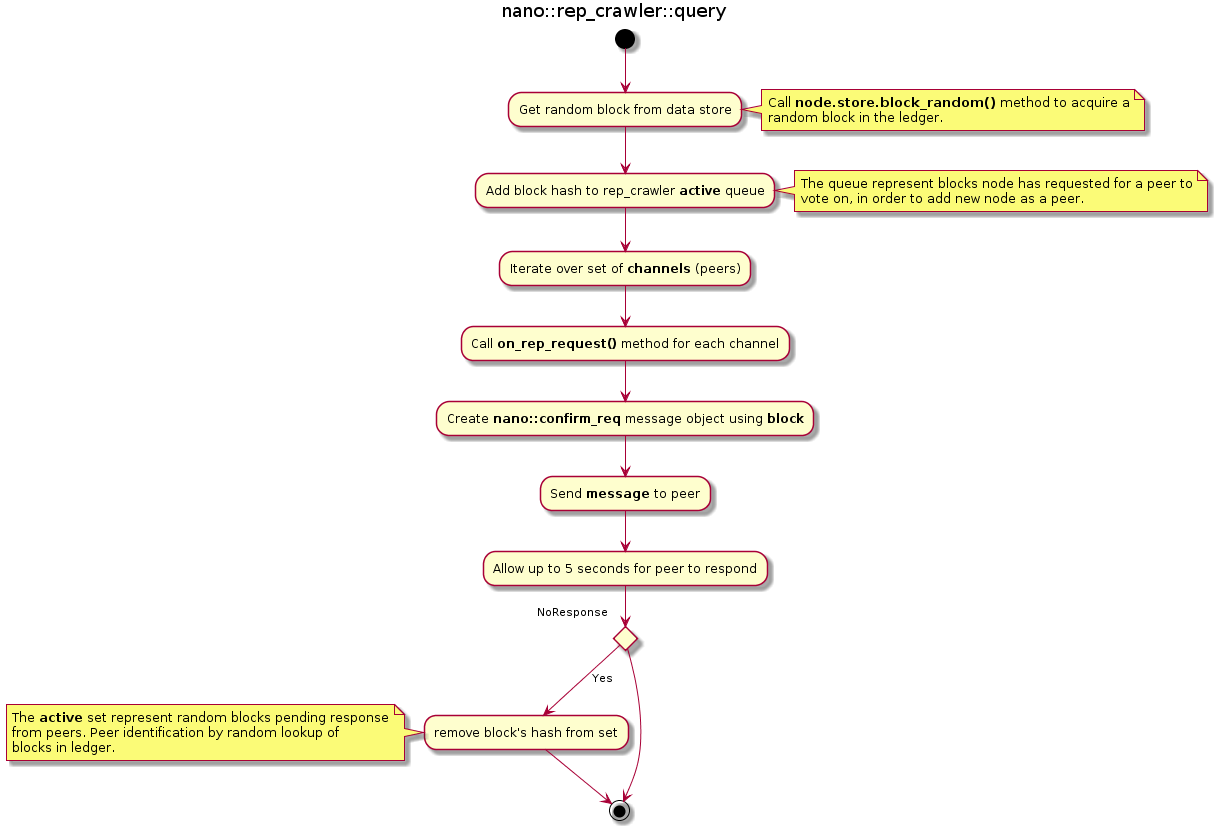 nano::rep_crawler::query
Get random block from data store
Call node.store.block_random() method to acquire a
random block in the ledger.
Add block hash to rep_crawler active queue
The queue represent blocks node has requested for a peer to
vote on, in order to add new node as a peer.
Iterate over set of channels (peers)
Call on_rep_request() method for each channel
Create nano::confirm_req message object using block
Send message to peer
Allow up to 5 seconds for peer to respond
NoResponse
Yes
The active set represent random blocks pending response
from peers. Peer identification by random lookup of
blocks in ledger.
remove block's hash from set